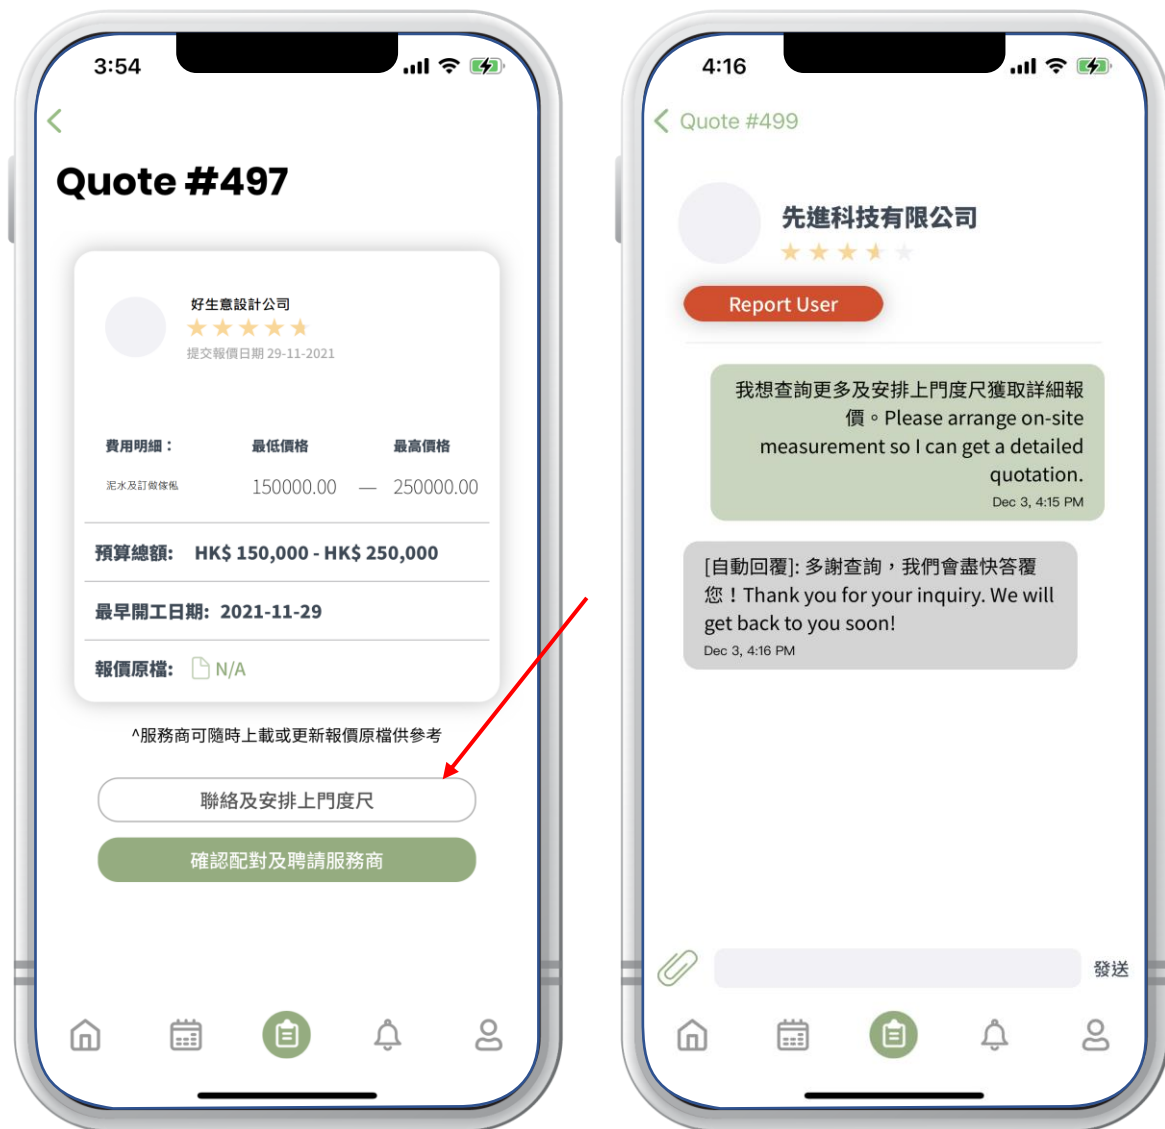 3:54
Quote #497
好生意設計公司
提交報價日期 29-11-2021
費用明細： 最低價格 最高價格
泥水及訂做傢俬 150000.00 — 250000.00
預算總額: HK$ 150,000 - HK$ 250,000
最早開工日期: 2021-11-29
報價原檔: N/A
^服務商可隨時上載或更新報價原檔供參考
聯絡及安排上門度尺
確認配對及聘請服務商
4:16
Quote #499
先進科技有限公司
Report User
我想查詢更多及安排上門度尺獲取詳細報
價。Please arrange on-site
measurement so I can get a detailed
quotation.
Dec 3, 4:15 PM
[自動回覆]: 多謝查詢，我們會盡快答覆
您！Thank you for your inquiry. We will
get back to you soon!
Dec 3, 4:16 PM
發送